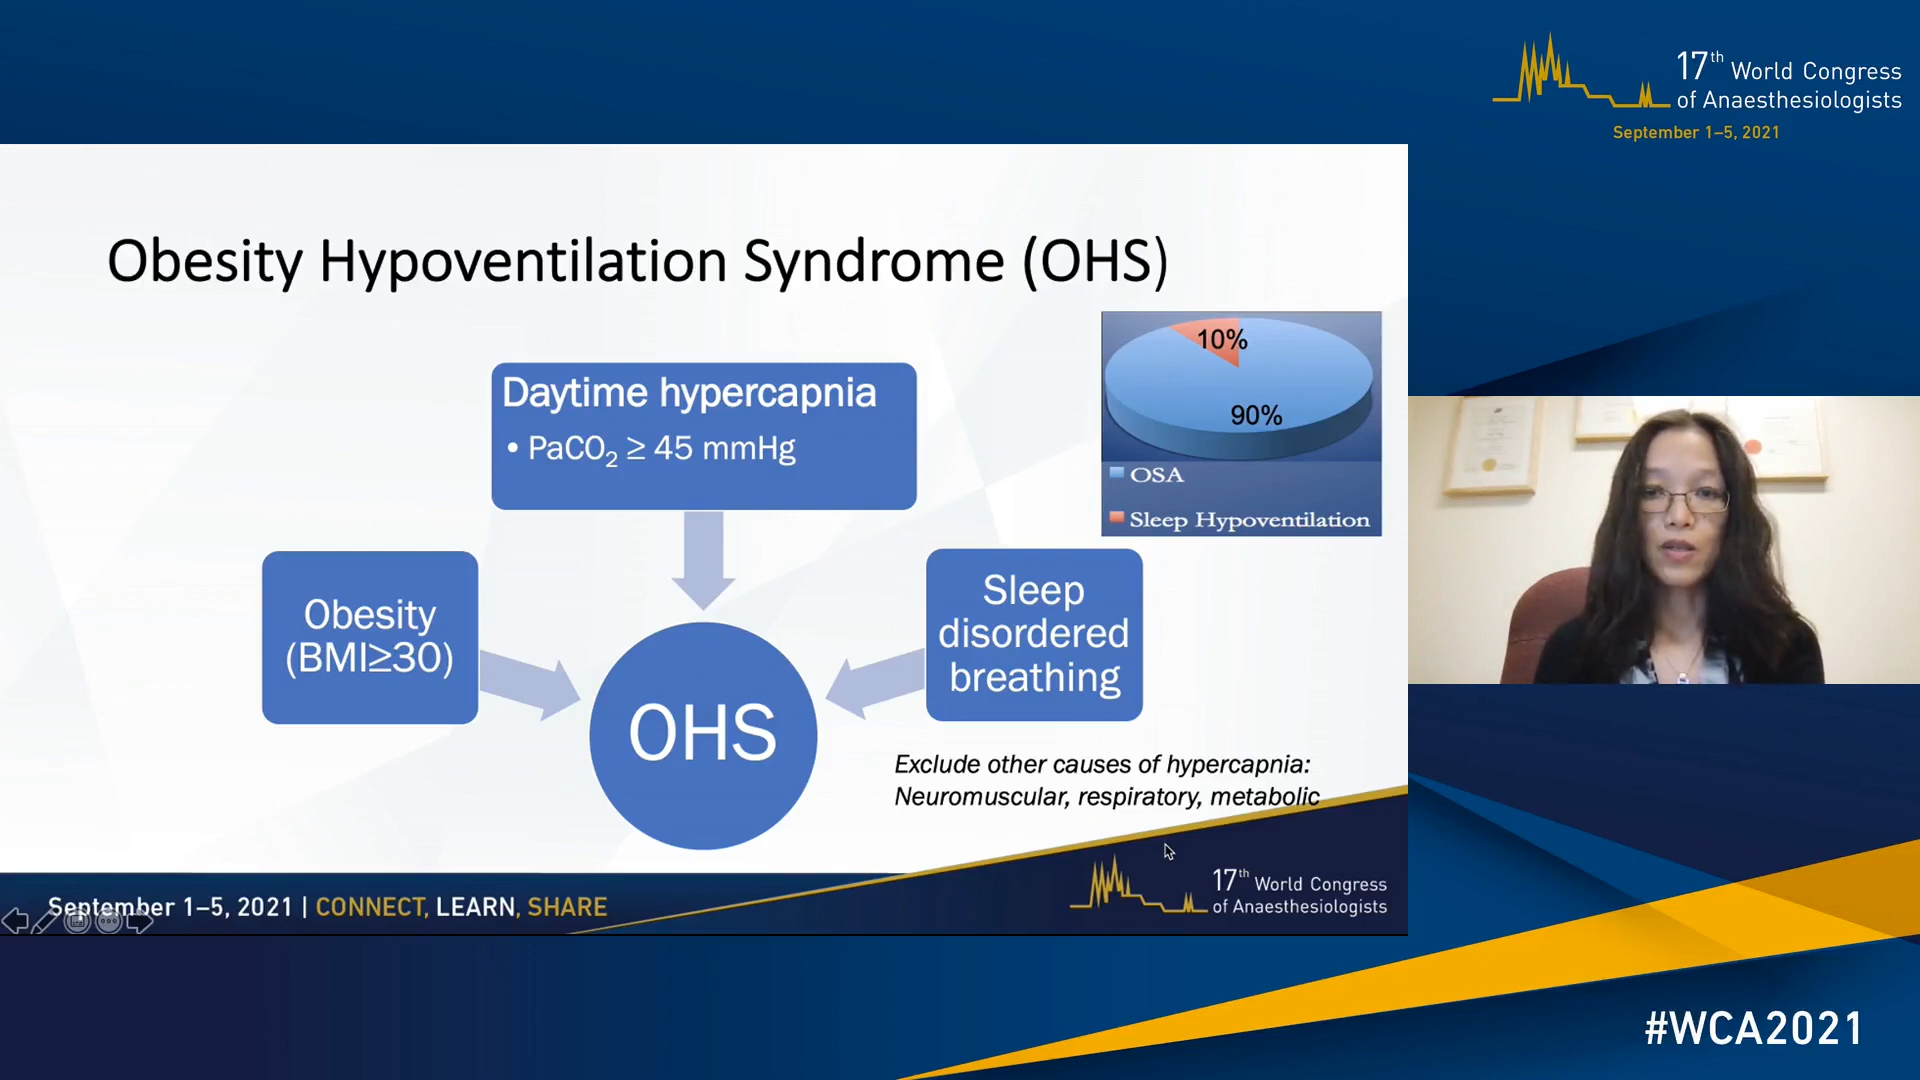 17th World Congress
of Anaesthesiologists
September 1–5, 2021
Obesity Hypoventilation Syndrome (OHS)
Daytime hypercapnia
• PaCO2 ≥ 45 mmHg
10%
90%
OSA
Sleep Hypoventilation
Obesity
(BMI≥30)
Sleep
disordered
breathing
OHS
Exclude other causes of hypercapnia:
Neuromuscular, respiratory, metabolic
September 1–5, 2021 | CONNECT, LEARN, SHARE
17th World Congress
of Anaesthesiologists
#WCA2021